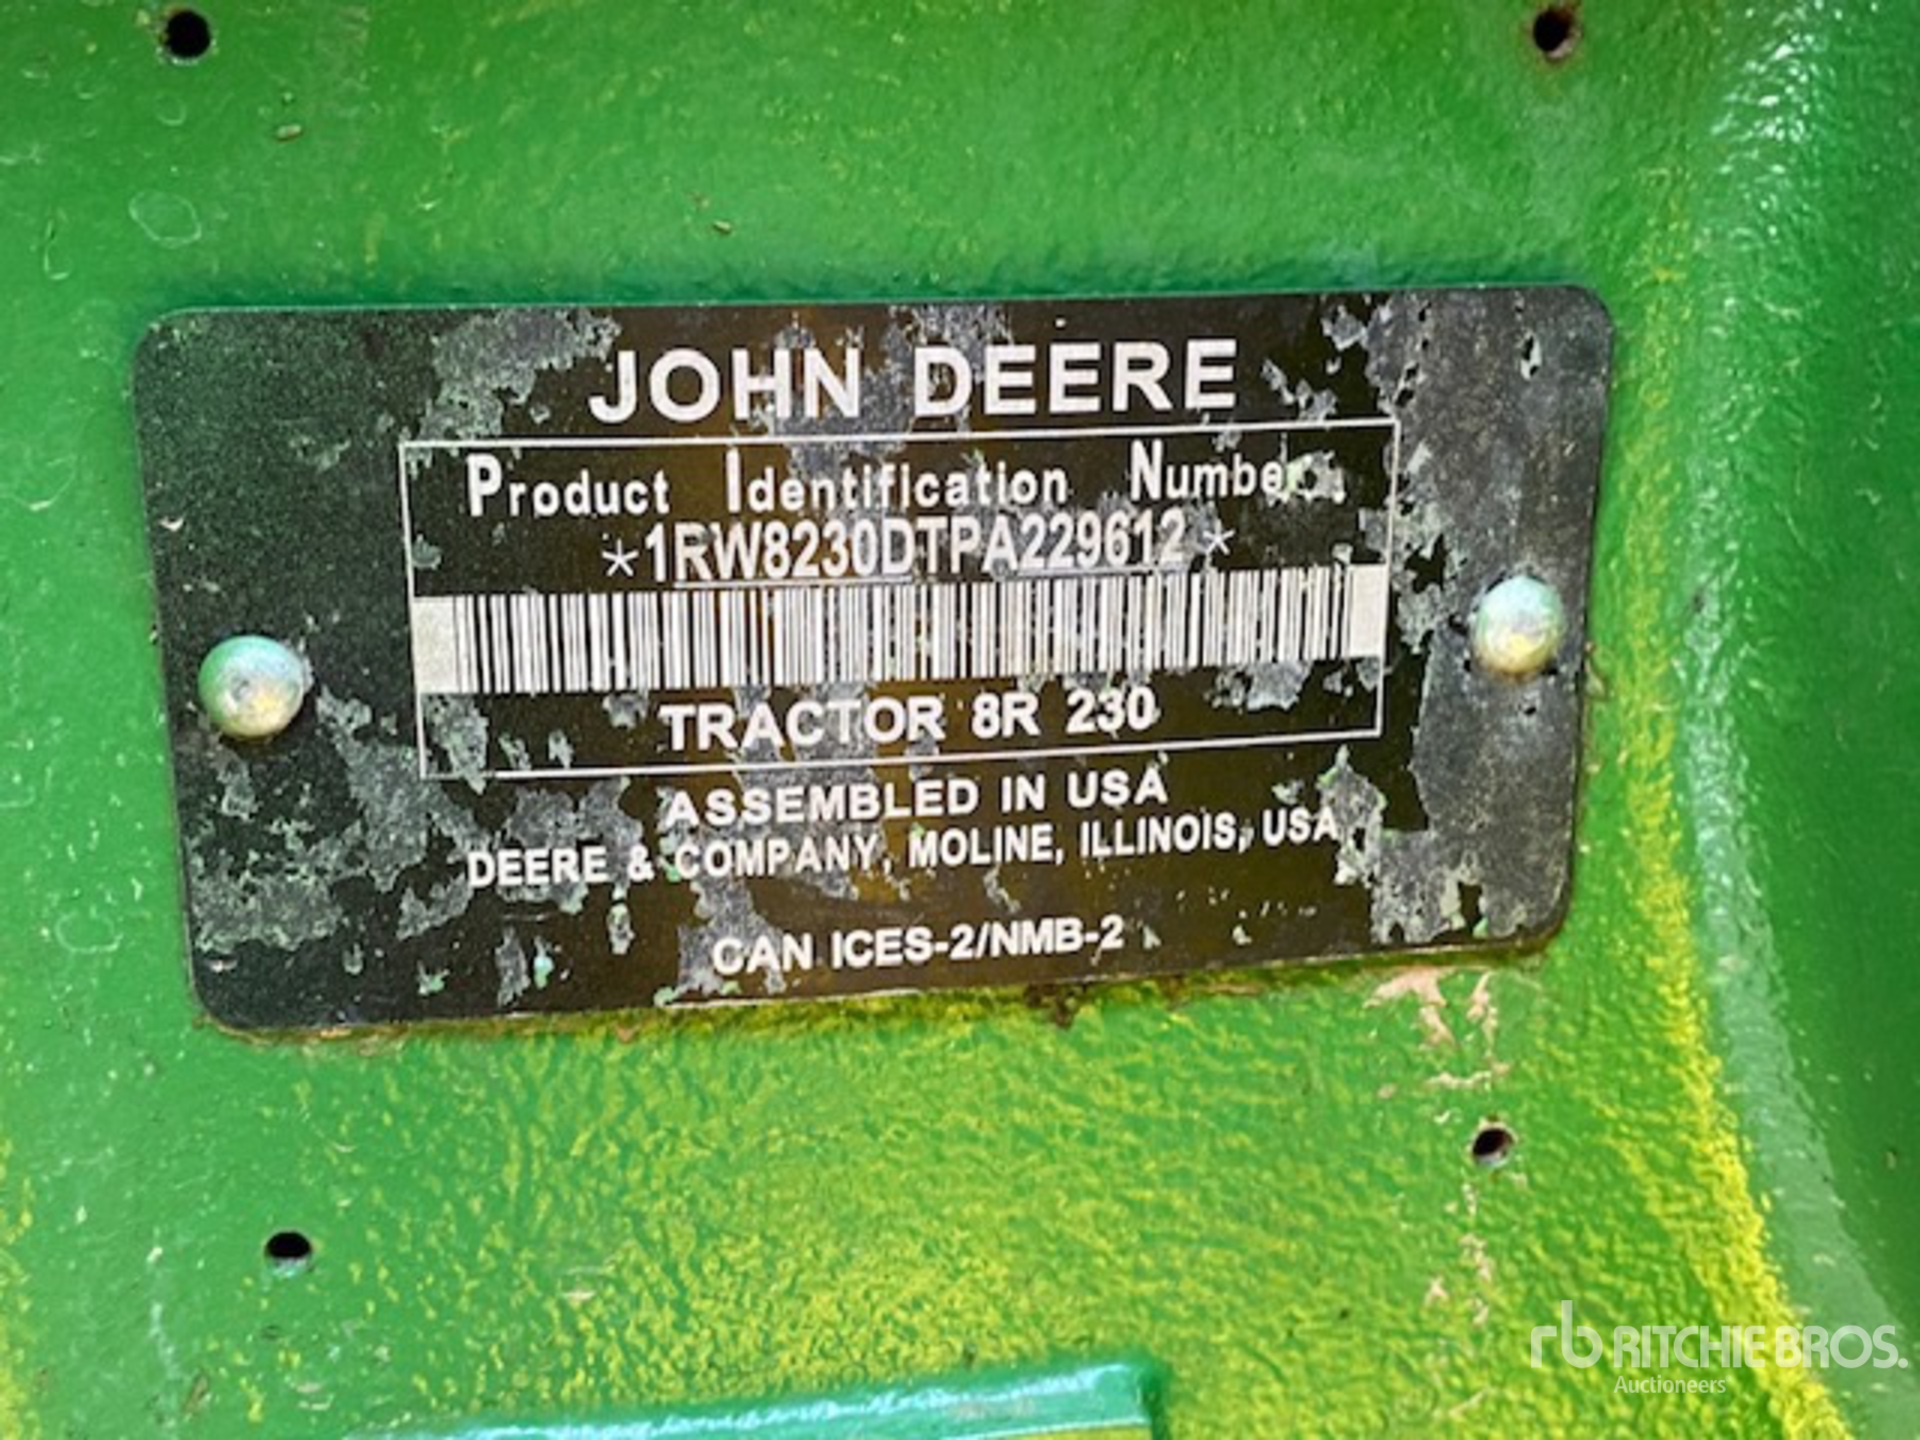 JOHN DEERE
Product Identification Number
*1RW8230DTPA229612*
TRACTOR 8R 230
ASSEMBLED IN USA
DEERE & COMPANY, MOLINE, ILLINOIS, USA
CAN ICES-2/NMB-2
rb RITCHIE BROS.
Auctioneers